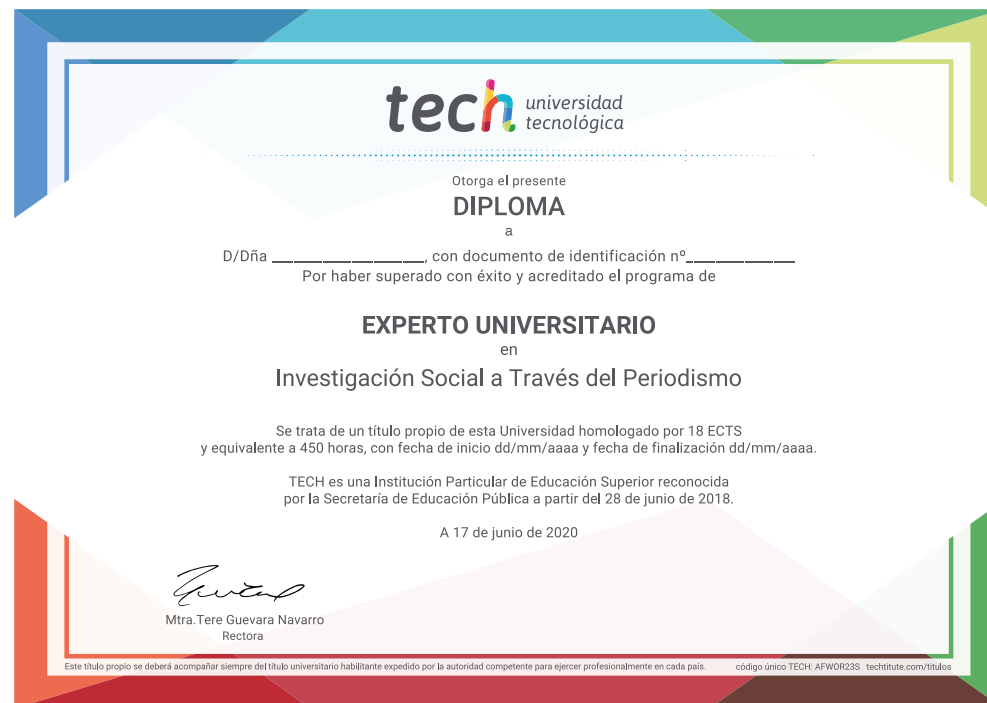 tech universidad
tecnológica
Otorga el presente
DIPLOMA
a
D/Dña ______________, con documento de identificación nº__________
Por haber superado con éxito y acreditado el programa de
EXPERTO UNIVERSITARIO
en
Investigación Social a Través del Periodismo
Se trata de un título propio de esta Universidad homologado por 18 ECTS
y equivalente a 450 horas, con fecha de inicio dd/mm/aaaa y fecha de finalización dd/mm/aaaa.
TECH es una Institución Particular de Educación Superior reconocida
por la Secretaría de Educación Pública a partir del 28 de junio de 2018.
A 17 de junio de 2020
Mtra.Tere Guevara Navarro
Rectora
Este título propio se deberá acompañar siempre del título universitario habilitante expedido por la autoridad competente para ejercer profesionalmente en cada país. código único TECH: AFWOR23S techtitute.com/titulos